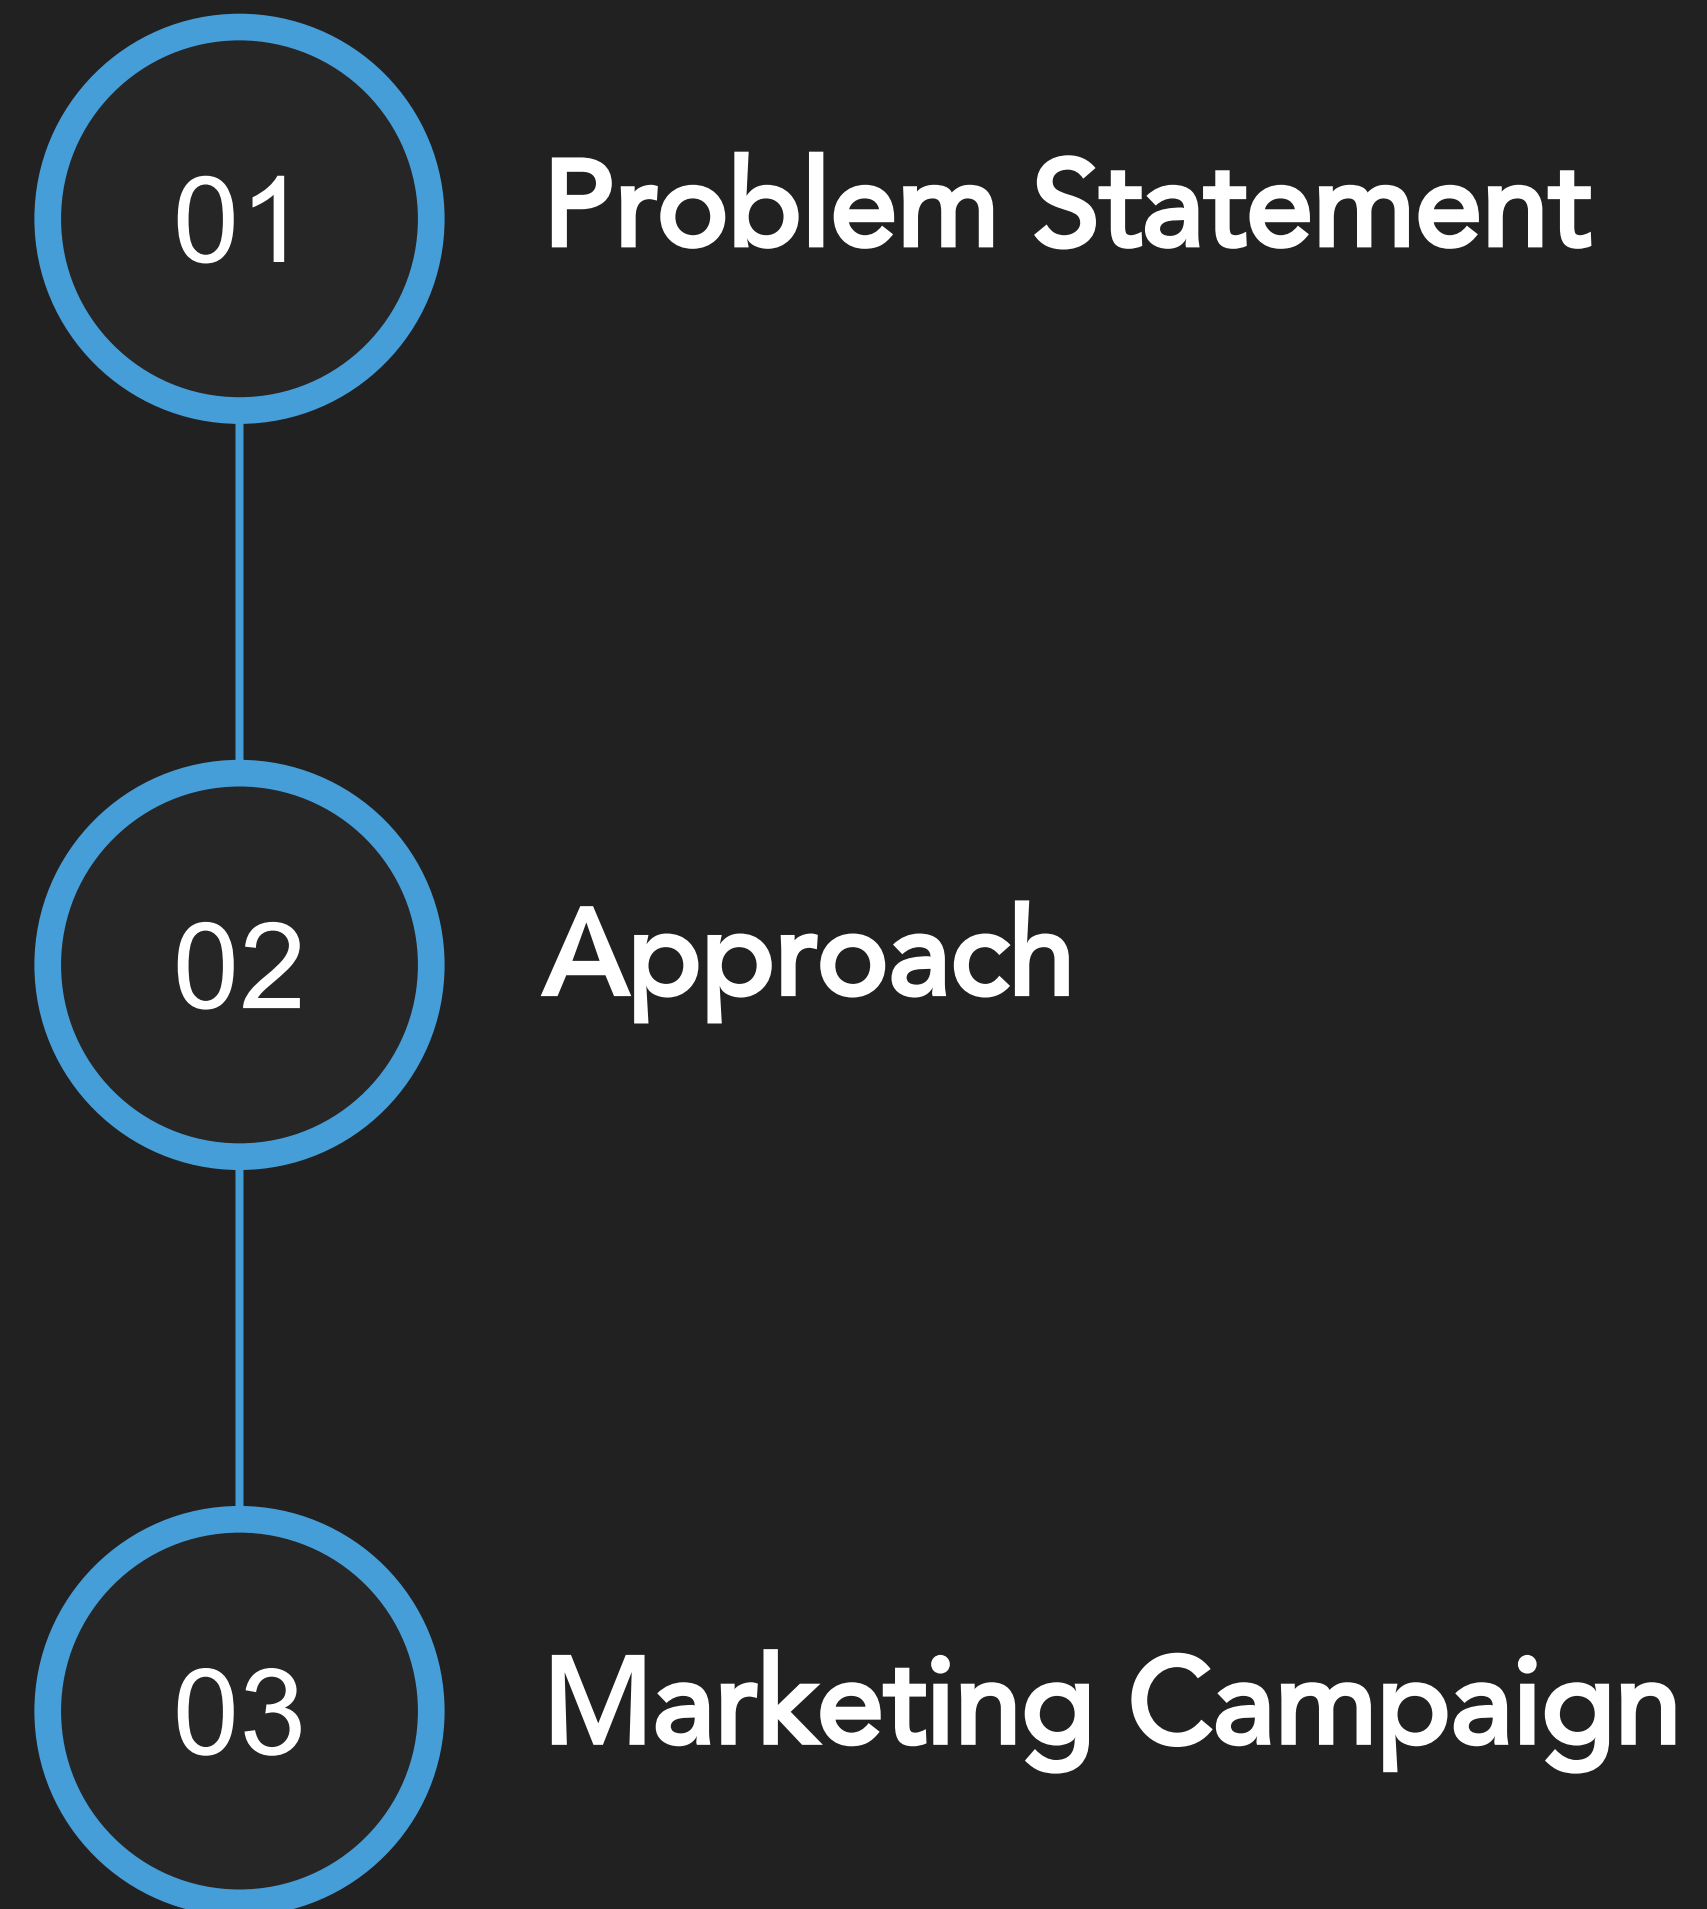 01
Problem Statement
02
Approach
03
Marketing Campaign